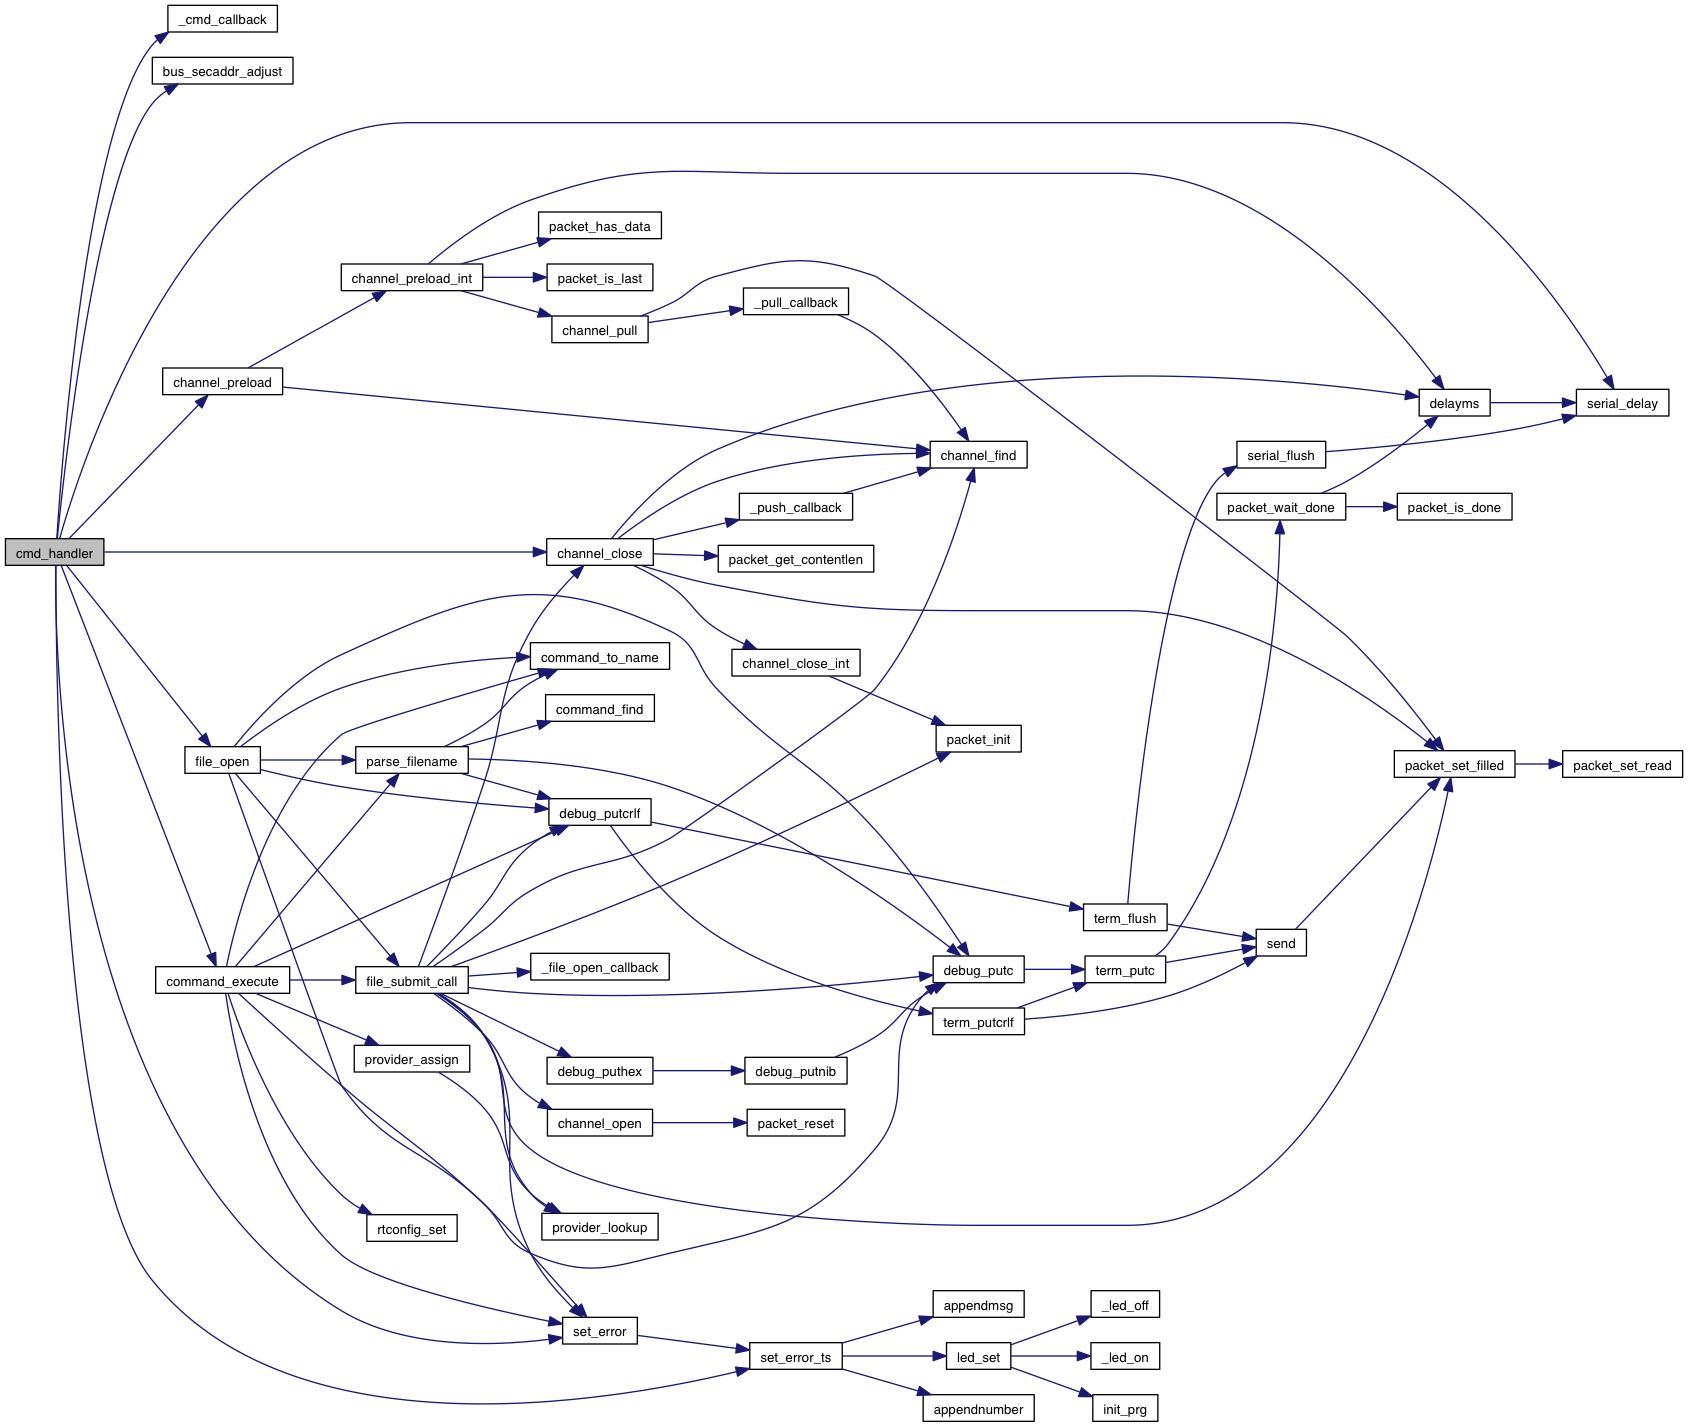 _cmd_callback
bus_secaddr_adjust
packet_has_data
channel_preload_int
packet_is_last
_pull_callback
channel_pull
channel_preload
delayms
serial_delay
channel_find
serial_flush
_push_callback
packet_wait_done
packet_is_done
cmd_handler
channel_close
packet_get_contentlen
command_to_name
channel_close_int
command_find
packet_init
file_open
parse_filename
packet_set_filled
packet_set_read
debug_putcrlf
term_flush
send
_file_open_callback
debug_putc
term_putc
command_execute
file_submit_call
term_putcrlf
provider_assign
debug_puthex
debug_putnib
channel_open
packet_reset
rtconfig_set
provider_lookup
appendmsg
_led_off
set_error
set_error_ts
led_set
_led_on
appendnumber
init_prg